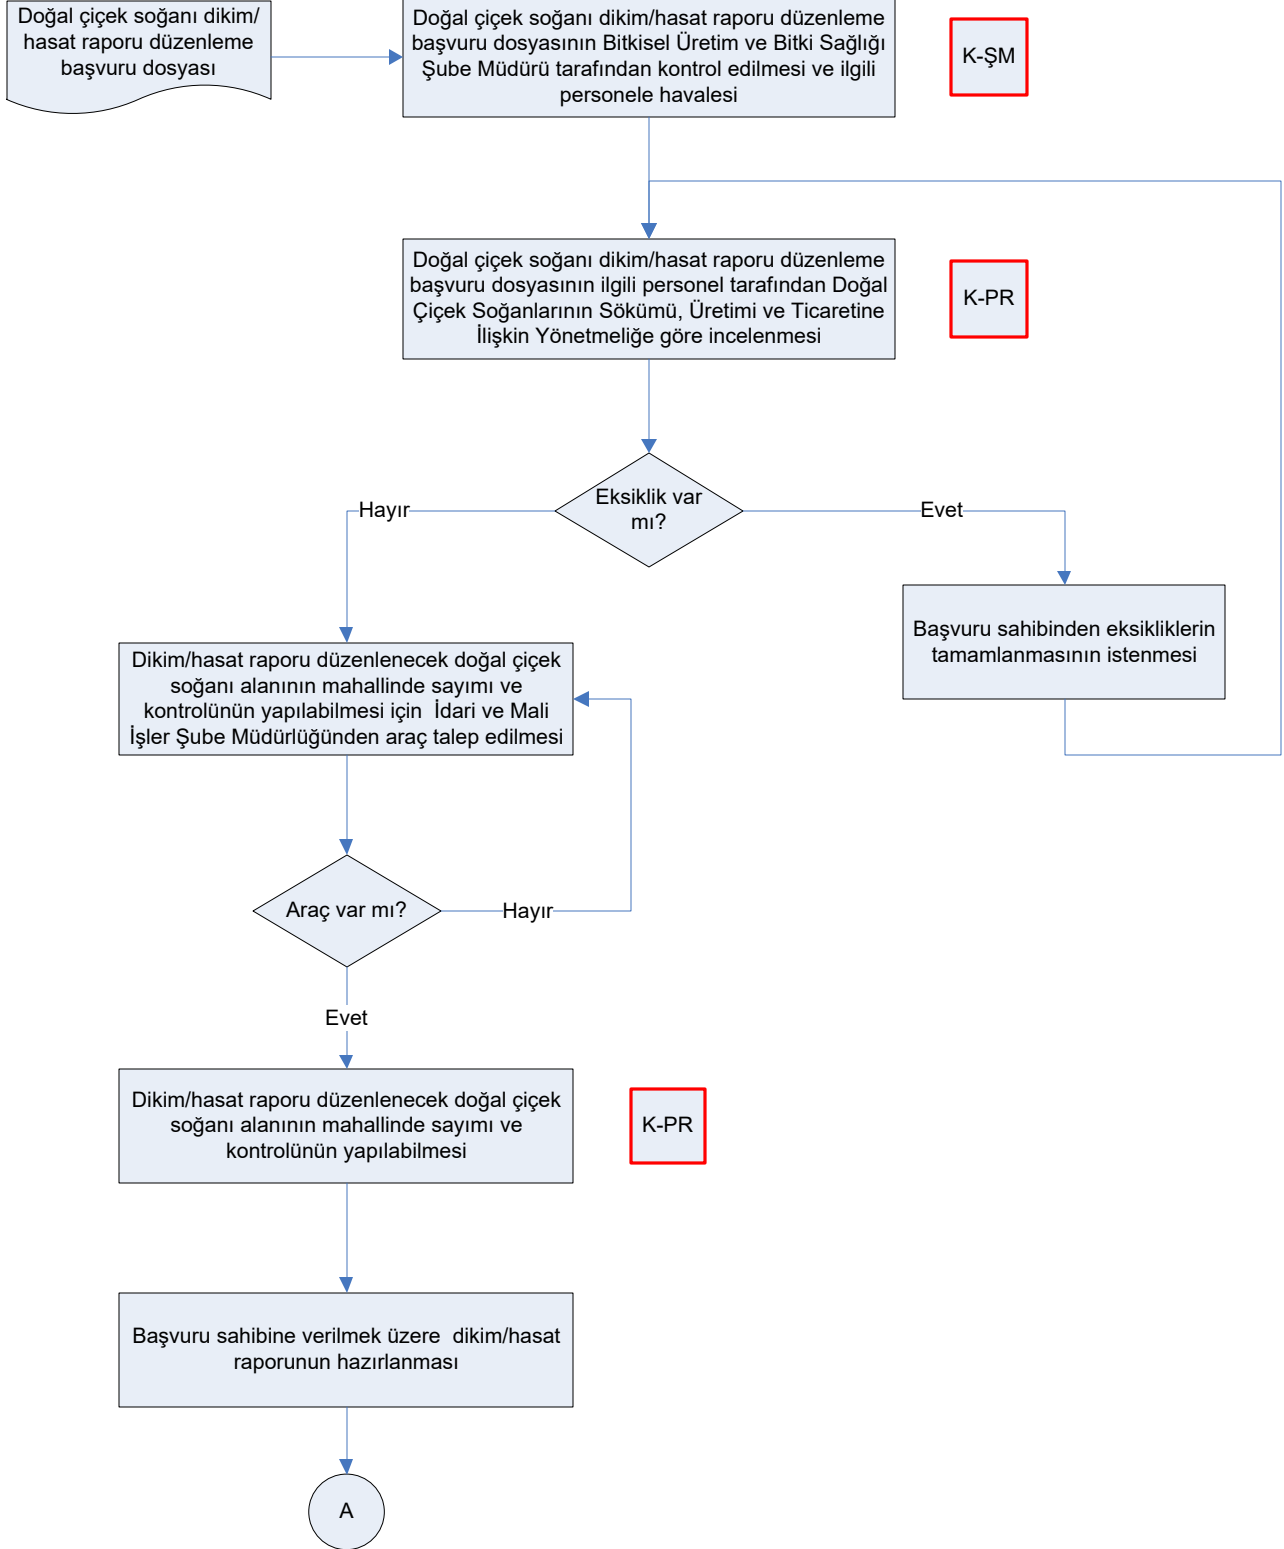 Doğal çiçek soğanı dikim/
hasat raporu düzenleme
başvuru dosyası
Doğal çiçek soğanı dikim/hasat raporu düzenleme
başvuru dosyasının Bitkisel Üretim ve Bitki Sağlığı
Şube Müdürü tarafından kontrol edilmesi ve ilgili
personele havalesi
K-ŞM
Doğal çiçek soğanı dikim/hasat raporu düzenleme
başvuru dosyasının ilgili personel tarafından Doğal
Çiçek Soğanlarının Sökümü, Üretimi ve Ticaretine
İlişkin Yönetmeliğe göre incelenmesi
K-PR
Eksiklik var
mı?
Hayır
Evet
Başvuru sahibinden eksikliklerin
tamamlanmasının istenmesi
Dikim/hasat raporu düzenlenecek doğal çiçek
soğanı alanının mahallinde sayımı ve
kontrolünün yapılabilmesi için  İdari ve Mali
İşler Şube Müdürlüğünden araç talep edilmesi
Araç var mı?
Hayır
Evet
Dikim/hasat raporu düzenlenecek doğal çiçek
soğanı alanının mahallinde sayımı ve
kontrolünün yapılabilmesi
K-PR
Başvuru sahibine verilmek üzere  dikim/hasat
raporunun hazırlanması
A